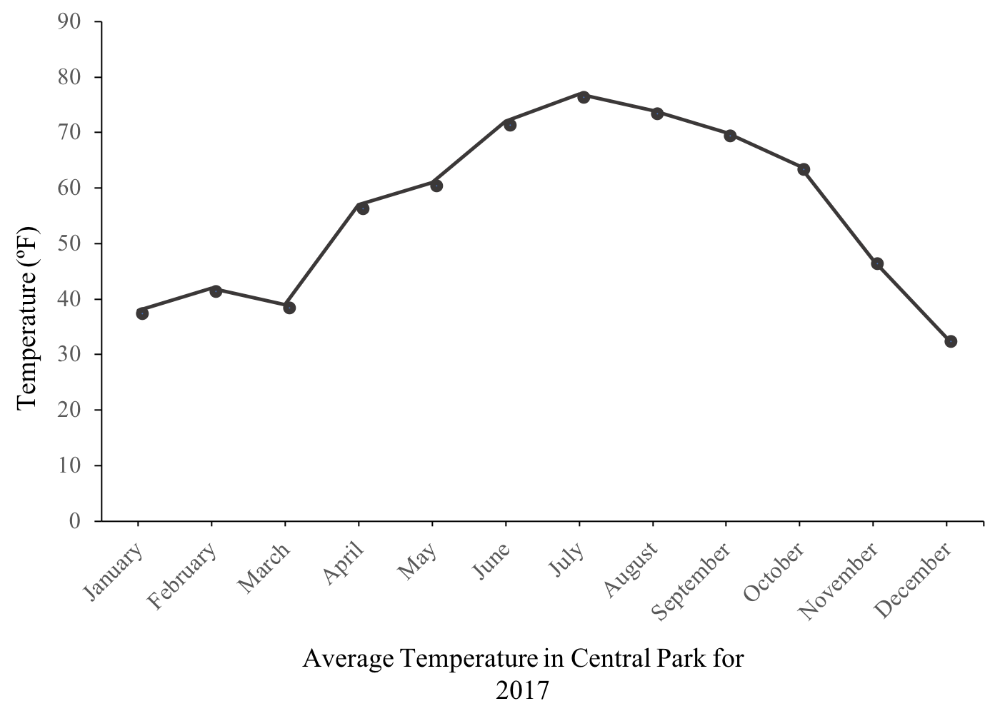 90
80
70
60
50
40
30
20
10
0
Temperature (ºF)
January
February
March
April
May
June
July
August
September
October
November
December
Average Temperature in Central Park for
2017